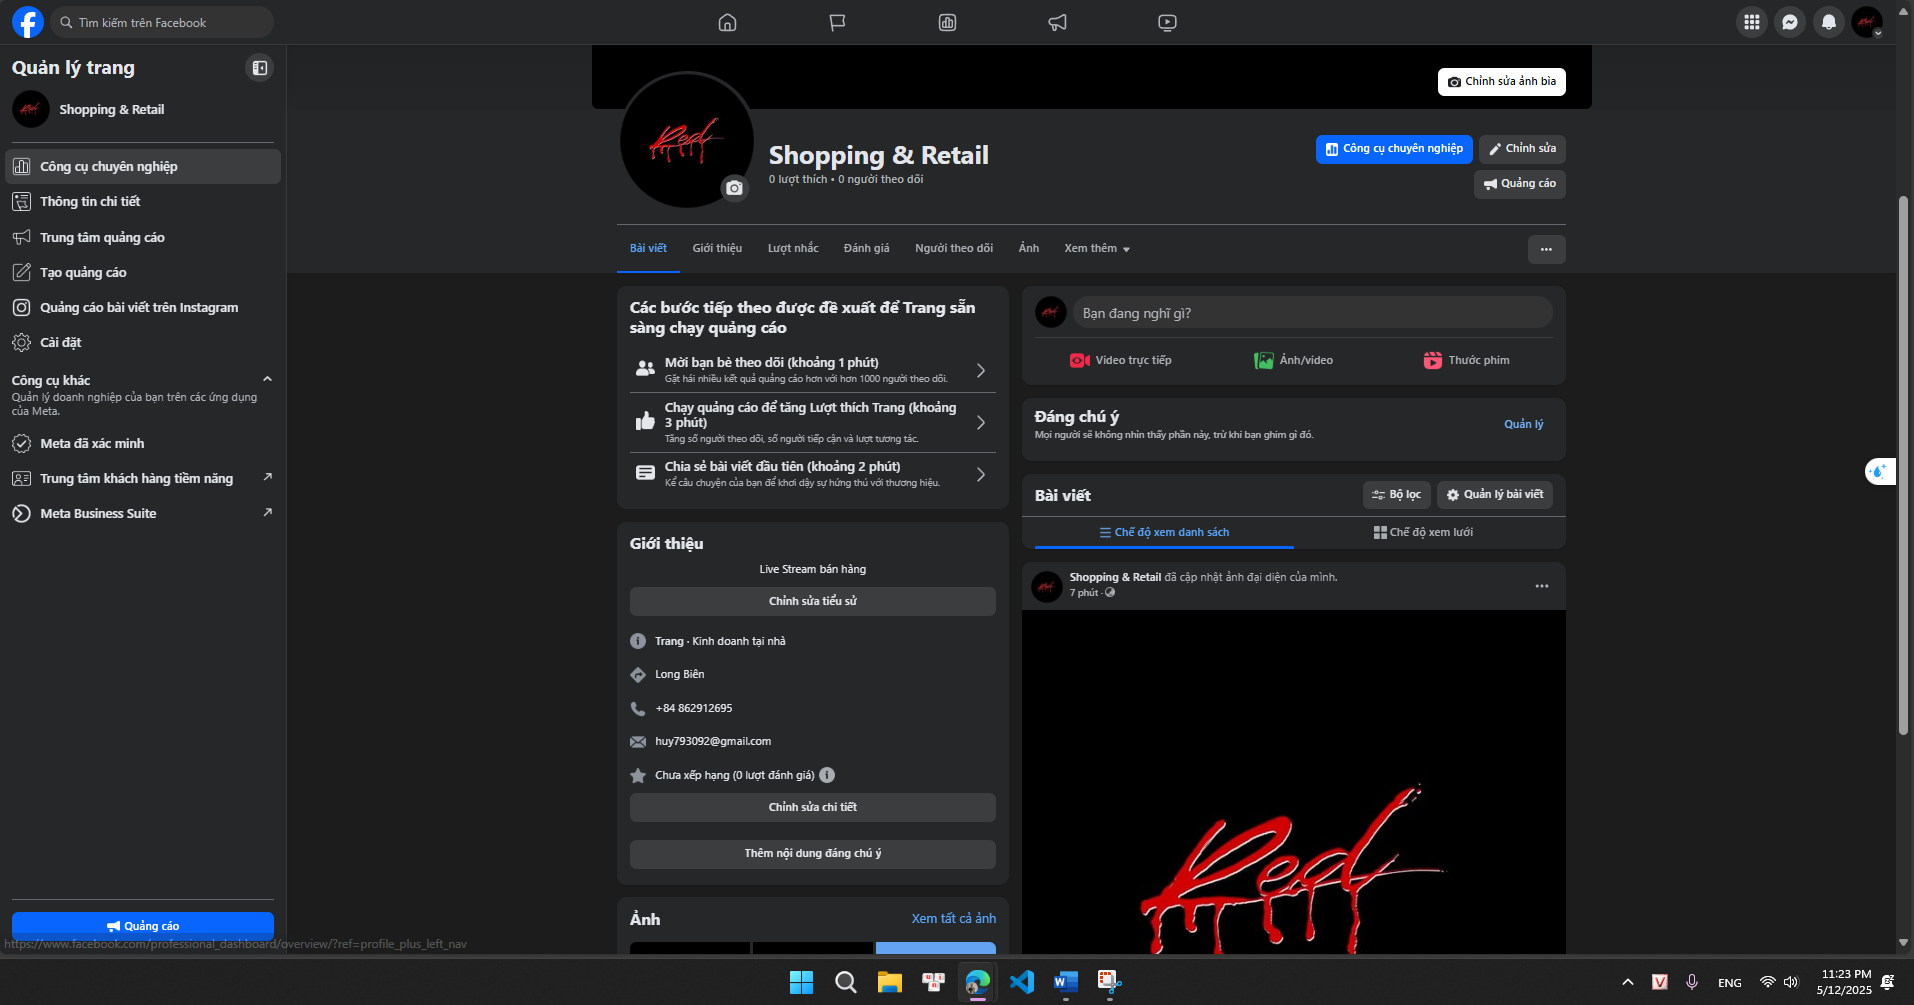 Tìm kiếm trên Facebook
Quản lý trang
Shopping & Retail
Công cụ chuyên nghiệp
Thông tin chi tiết
Trung tâm quảng cáo
Tạo quảng cáo
Quảng cáo bài viết trên Instagram
Cài đặt
Công cụ khác
Quản lý doanh nghiệp của bạn trên các ứng dụng
của Meta.
Meta đã xác minh
Trung tâm khách hàng tiềm năng
Meta Business Suite
Quảng cáo
https://www.facebook.com/professional_dashboard/overview/?ref=profile_plus_left_nav
Chỉnh sửa ảnh bìa
Red
Shopping & Retail
0 lượt thích • 0 người theo dõi
Công cụ chuyên nghiệp
Chỉnh sửa
Quảng cáo
Bài viết
Giới thiệu
Lượt nhắc
Đánh giá
Người theo dõi
Ảnh
Xem thêm
Các bước tiếp theo được đề xuất để Trang sẵn
sàng chạy quảng cáo
Mời bạn bè theo dõi (khoảng 1 phút)
Gặt hái nhiều kết quả quảng cáo hơn với hơn 1000 người theo dõi.
Chạy quảng cáo để tăng Lượt thích Trang (khoảng
3 phút)
Tăng số người theo dõi, số người tiếp cận và lượt tương tác.
Chia sẻ bài viết đầu tiên (khoảng 2 phút)
Kể câu chuyện của bạn để khơi dậy sự hứng thú với thương hiệu.
Giới thiệu
Live Stream bán hàng
Chỉnh sửa tiểu sử
Trang · Kinh doanh tại nhà
Long Biên
+84 862912695
huy793092@gmail.com
Chưa xếp hạng (0 lượt đánh giá)
Chỉnh sửa chi tiết
Thêm nội dung đáng chú ý
Ảnh
Xem tất cả ảnh
Bạn đang nghĩ gì?
Video trực tiếp
Ảnh/video
Thước phim
Đáng chú ý
Mọi người sẽ không nhìn thấy phần này, trừ khi bạn ghim gì đó.
Quản lý
Bài viết
Bộ lọc
Quản lý bài viết
Chế độ xem danh sách
Chế độ xem lưới
Shopping & Retail đã cập nhật ảnh đại diện của mình.
7 phút ·
Red
ENG
11:23 PM
5/12/2025